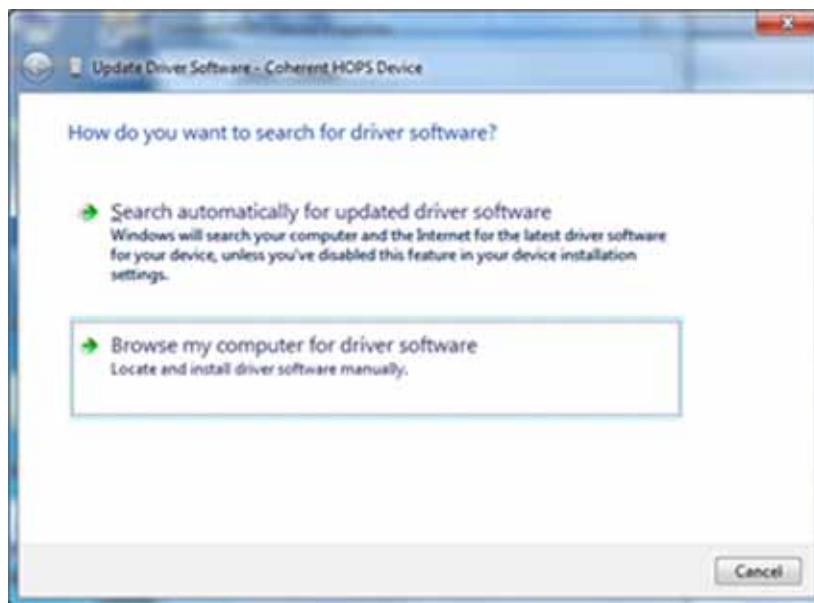 Update Driver Software - Coherent HOPS Device
How do you want to search for driver software?
Search automatically for updated driver software
Windows will search your computer and the Internet for the latest driver software
for your device, unless you've disabled this feature in your device installation
settings.
Browse my computer for driver software
Locate and install driver software manually.
Cancel